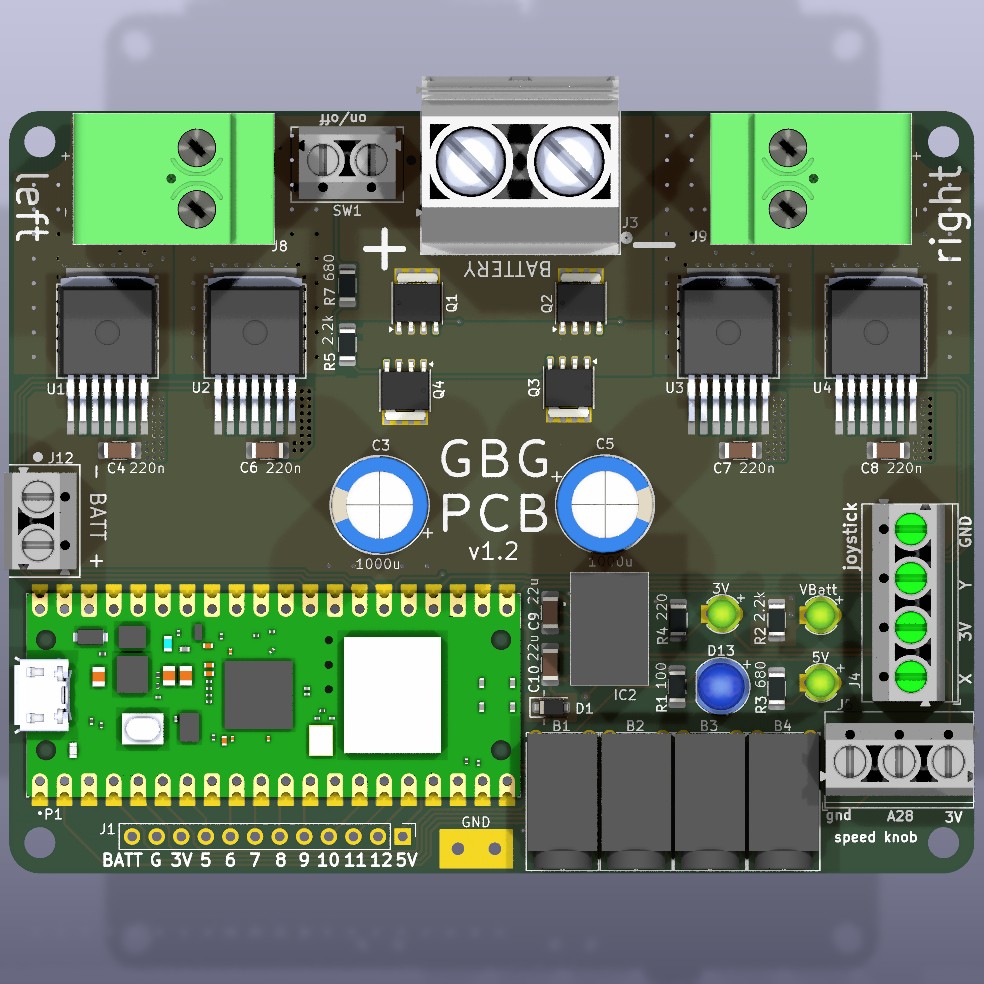 on/off
SW1
left
+
-
J8
+
BATTERY
J3
—
J9
right
+
-
R7 680
R5 2.2k
Q1
Q2
Q4
Q3
U1
U2
U3
U4
C4 220n
C6 220n
C7 220n
C8 220n
J12
- BATT +
C3
+
1000u
GBG
PCB
v1.2
C5
+
1000u
joystick
GND
Y
3V
X
J4
C9 22u
C10 22u
IC2
D1
R4 220
3V
+
R2 2.2k
VBatt
+
R1 100
D13
+
R3 680
5V
+
B1
B2
B3
B4
gnd
A28
3V
speed knob
P1
J1
BATT G 3V 5 6 7 8 9 10 11 12 5V
GND